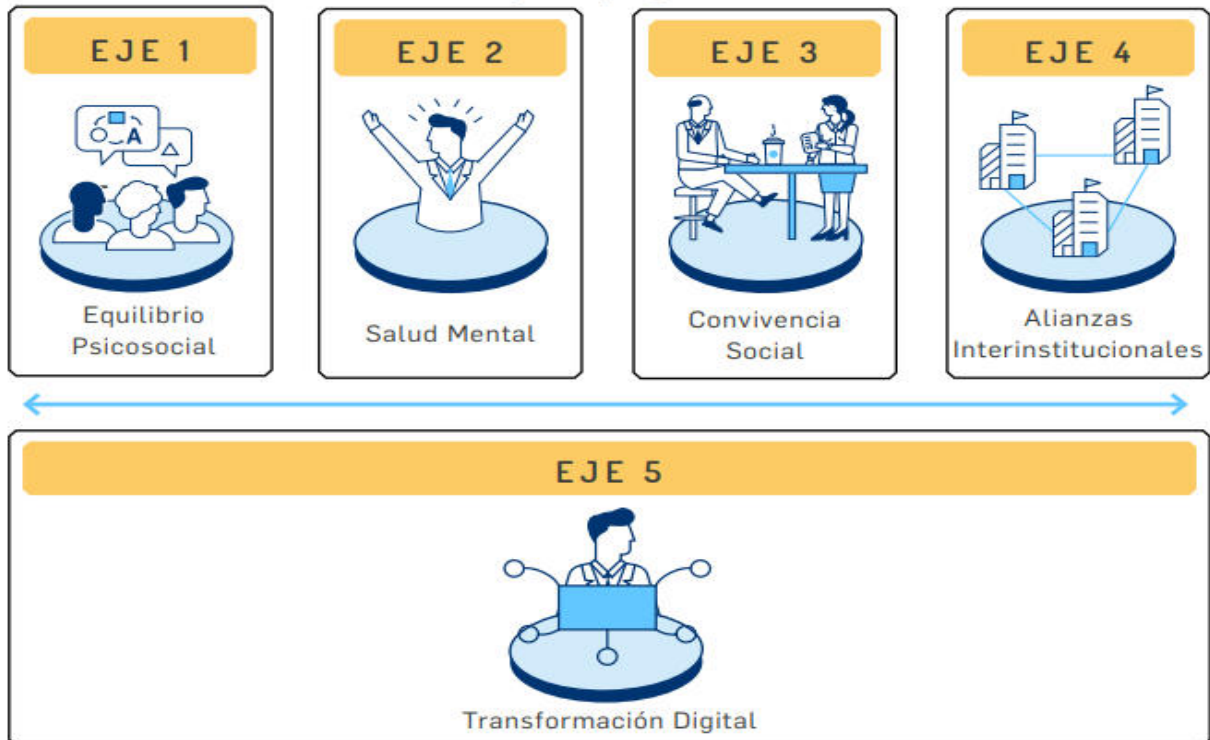 EJE 1
EJE 2
EJE 3
EJE 4
A
Equilibrio
Psicosocial
Salud Mental
Convivencia
Social
Alianzas
Interinstitucionales
EJE 5
Transformación Digital